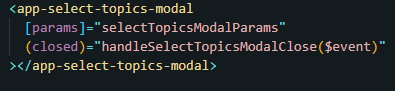 <app-select-topics-modal
  [params]="selectTopicsModalParams"
  (closed)="handleSelectTopicsModalClose($event)"
></app-select-topics-modal>